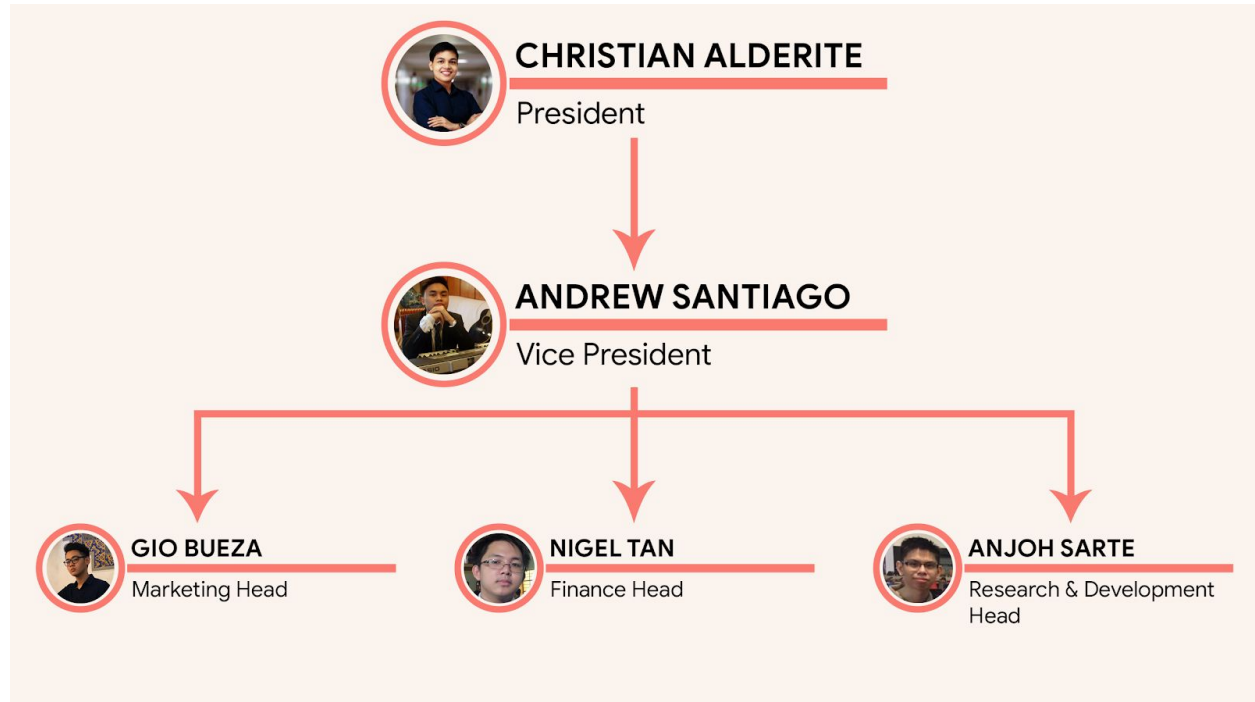 CHRISTIAN ALDERITE
President
ANDREW SANTIAGO
Vice President
GIO BUEZA
Marketing Head
NIGEL TAN
Finance Head
ANJOH SARTE
Research & Development
Head